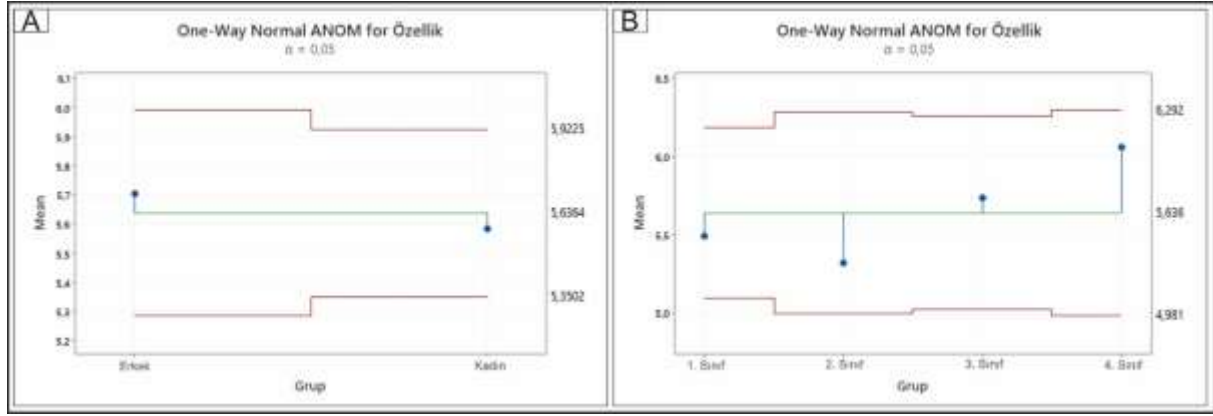 A
One-Way Normal ANOM for Özellik
α = 0,05
6,1
6,0
5,9
5,8
5,7
5,6
5,5
5,4
5,3
5,2
Mean
5,9225
5,6364
5,3502
Erkek
Kadın
Grup
B
One-Way Normal ANOM for Özellik
α = 0,05
6,5
6,0
5,5
5,0
Mean
6,292
5,636
4,981
1. Sınıf
2. Sınıf
3. Sınıf
4. Sınıf
Grup